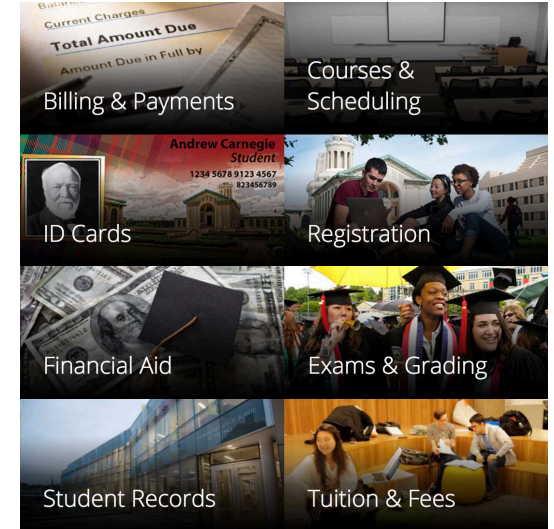 Current Charges
Total Amount Due
Amount Due in Full by
Billing & Payments
Courses &
Scheduling
Andrew Carnegie
Student
1234 5678 9123 4567
823456789
ID Cards
Registration
Financial Aid
Exams & Grading
Student Records
Tuition & Fees